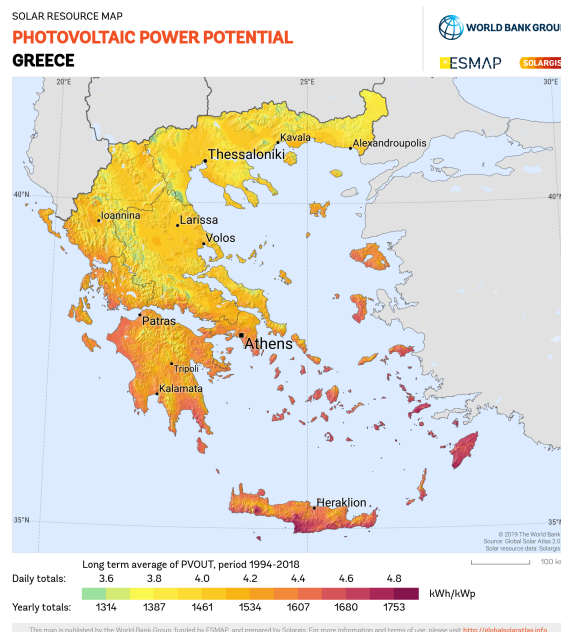 SOLAR RESOURCE MAP
PHOTOVOLTAIC POWER POTENTIAL
GREECE
WORLD BANK GROUP
ESMAP
SOLARGIS
20°E
25°E
30°E
Kavala
Alexandroupolis
Thessaloniki
40°N
40°N
Ioannina
Larissa
Volos
Patras
Athens
Tripoli
Kalamata
Heraklion
35°N
35°N
© 2019 The World Bank
Source: Global Solar Atlas 2.0
Solar resource data: Solargis
100 km
Long term average of PVOUT, period 1994-2018
Daily totals: 3.6 3.8 4.0 4.2 4.4 4.6 4.8
kWh/kWp
Yearly totals: 1314 1387 1461 1534 1607 1680 1753
This map is published by the World Bank Group, funded by ESMAP, and prepared by Solargis. For more information and terms of use, please visit http://globalsolaratlas.info